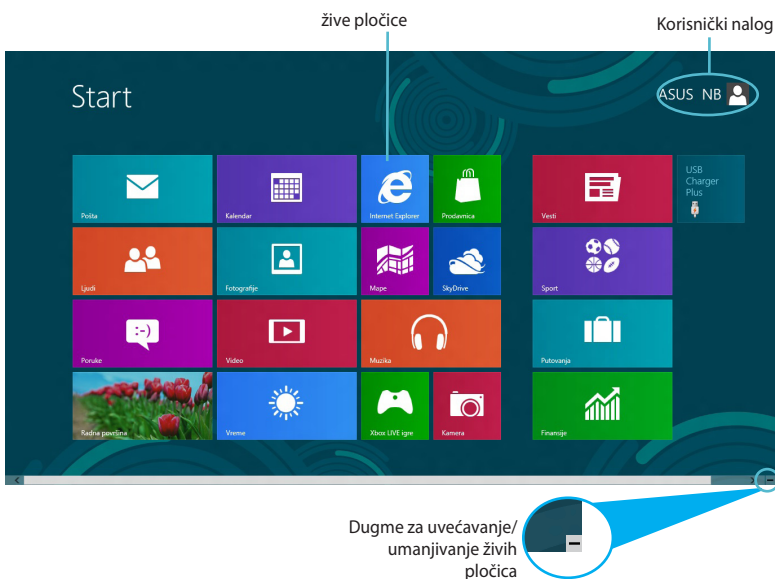 žive pločice
Korisnički nalog
Start
ASUS NB
Pošta
Kalendar
Internet Explorer
Prodavnica
Vesti
USB
Charger
Plus
Ljudi
Fotografije
Mape
SkyDrive
Sport
Poruke
:-)
Video
Muzika
Putovanja
Radna površina
Vreme
Xbox LIVE igre
Kamera
Finansije
Dugme za uvećavanje/
umanjivanje živih
pločica